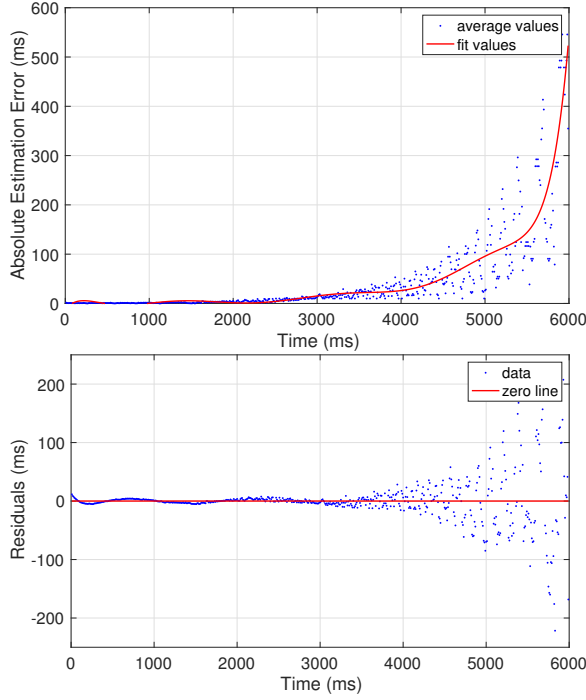 600
500
400
300
200
100
0
Absolute Estimation Error (ms)
average values
fit values
0 1000 2000 3000 4000 5000 6000
Time (ms)
200
100
0
-100
-200
Residuals (ms)
data
zero line
0 1000 2000 3000 4000 5000 6000
Time (ms)